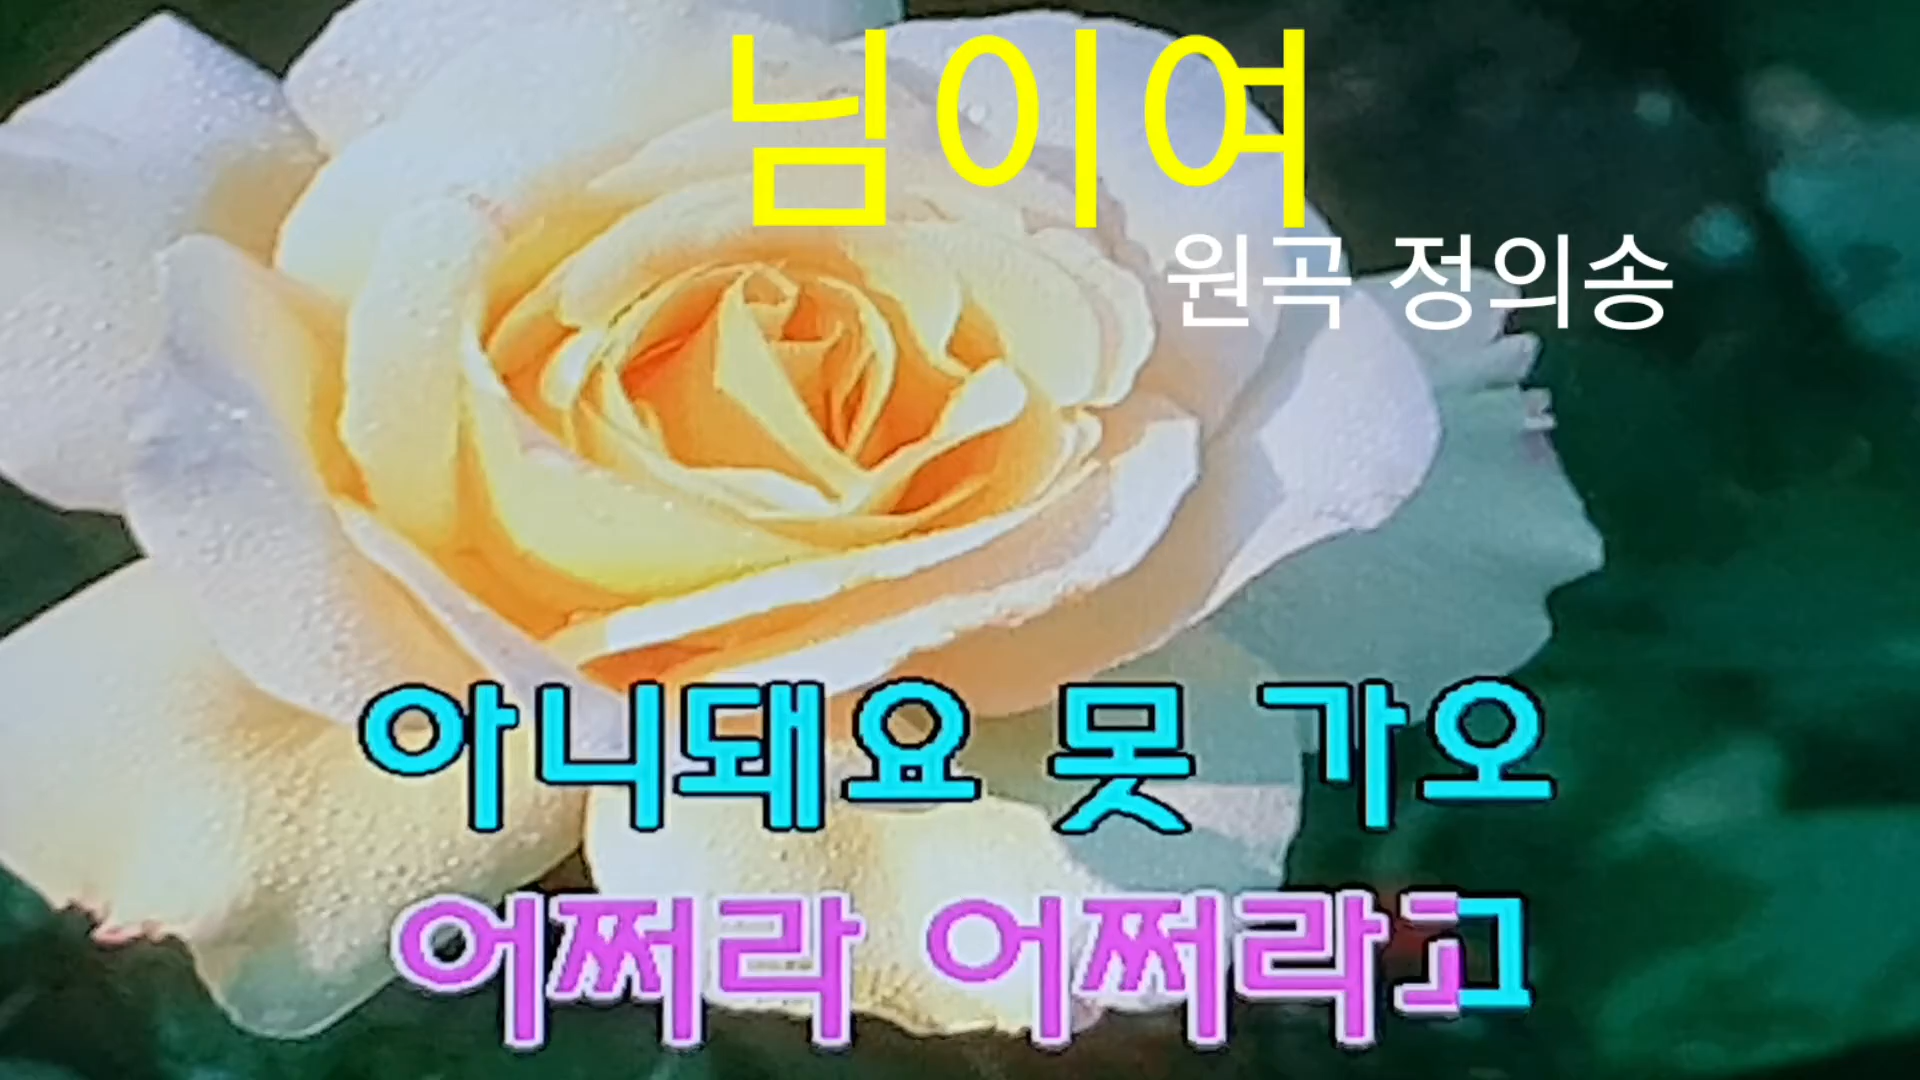 님이여
원곡 정의송
아니돼요 못 가오
어쩌라 어쩌라고